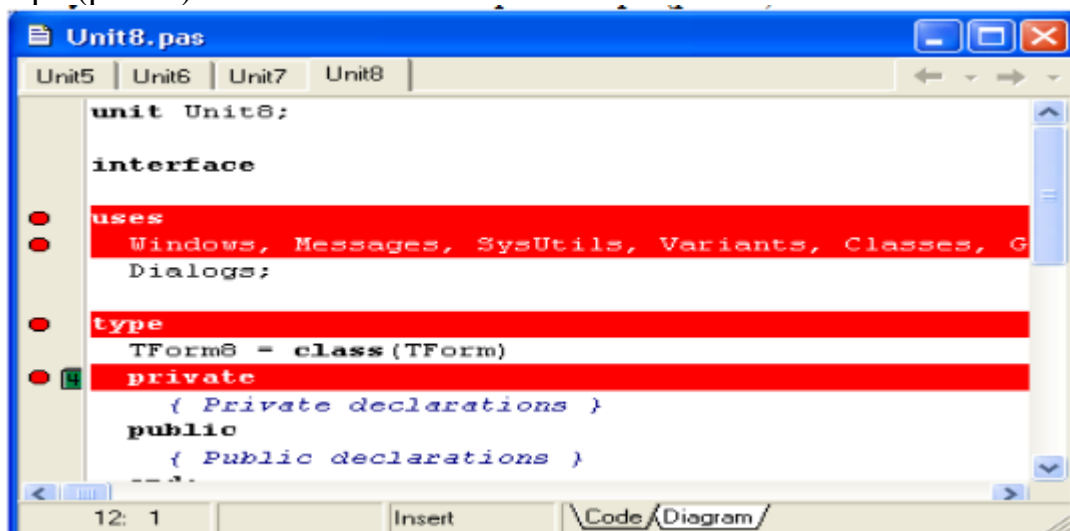 Unit8.pas
Unit5 Unit6 Unit7 Unit8
unit Unit8;
interface
uses
Windows, Messages, SysUtils, Variants, Classes, G
Dialogs;
type
TForm8 = class(TForm)
4 private
{ Private declarations }
public
{ Public declarations }
12: 1 Insert Code Diagram